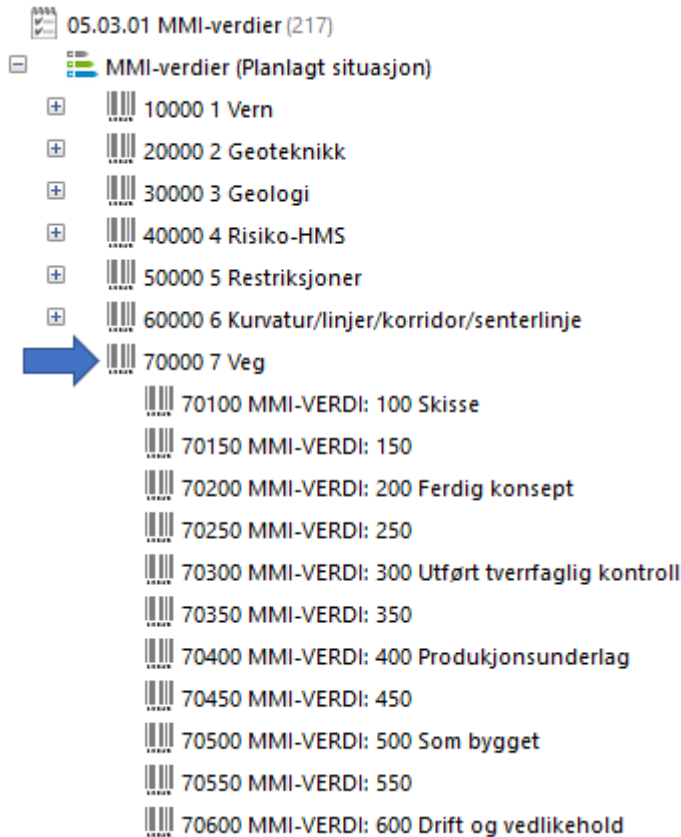 05.03.01 MMI-verdier (217)
MMI-verdier (Planlagt situasjon)
10000 1 Vern
20000 2 Geoteknikk
30000 3 Geologi
40000 4 Risiko-HMS
50000 5 Restriksjoner
60000 6 Kurvatur/linjer/korridor/senterlinje
70000 7 Veg
70100 MMI-VERDI: 100 Skisse
70150 MMI-VERDI: 150
70200 MMI-VERDI: 200 Ferdig konsept
70250 MMI-VERDI: 250
70300 MMI-VERDI: 300 Utført tverrfaglig kontroll
70350 MMI-VERDI: 350
70400 MMI-VERDI: 400 Produkjonsunderlag
70450 MMI-VERDI: 450
70500 MMI-VERDI: 500 Som bygget
70550 MMI-VERDI: 550
70600 MMI-VERDI: 600 Drift og vedlikehold